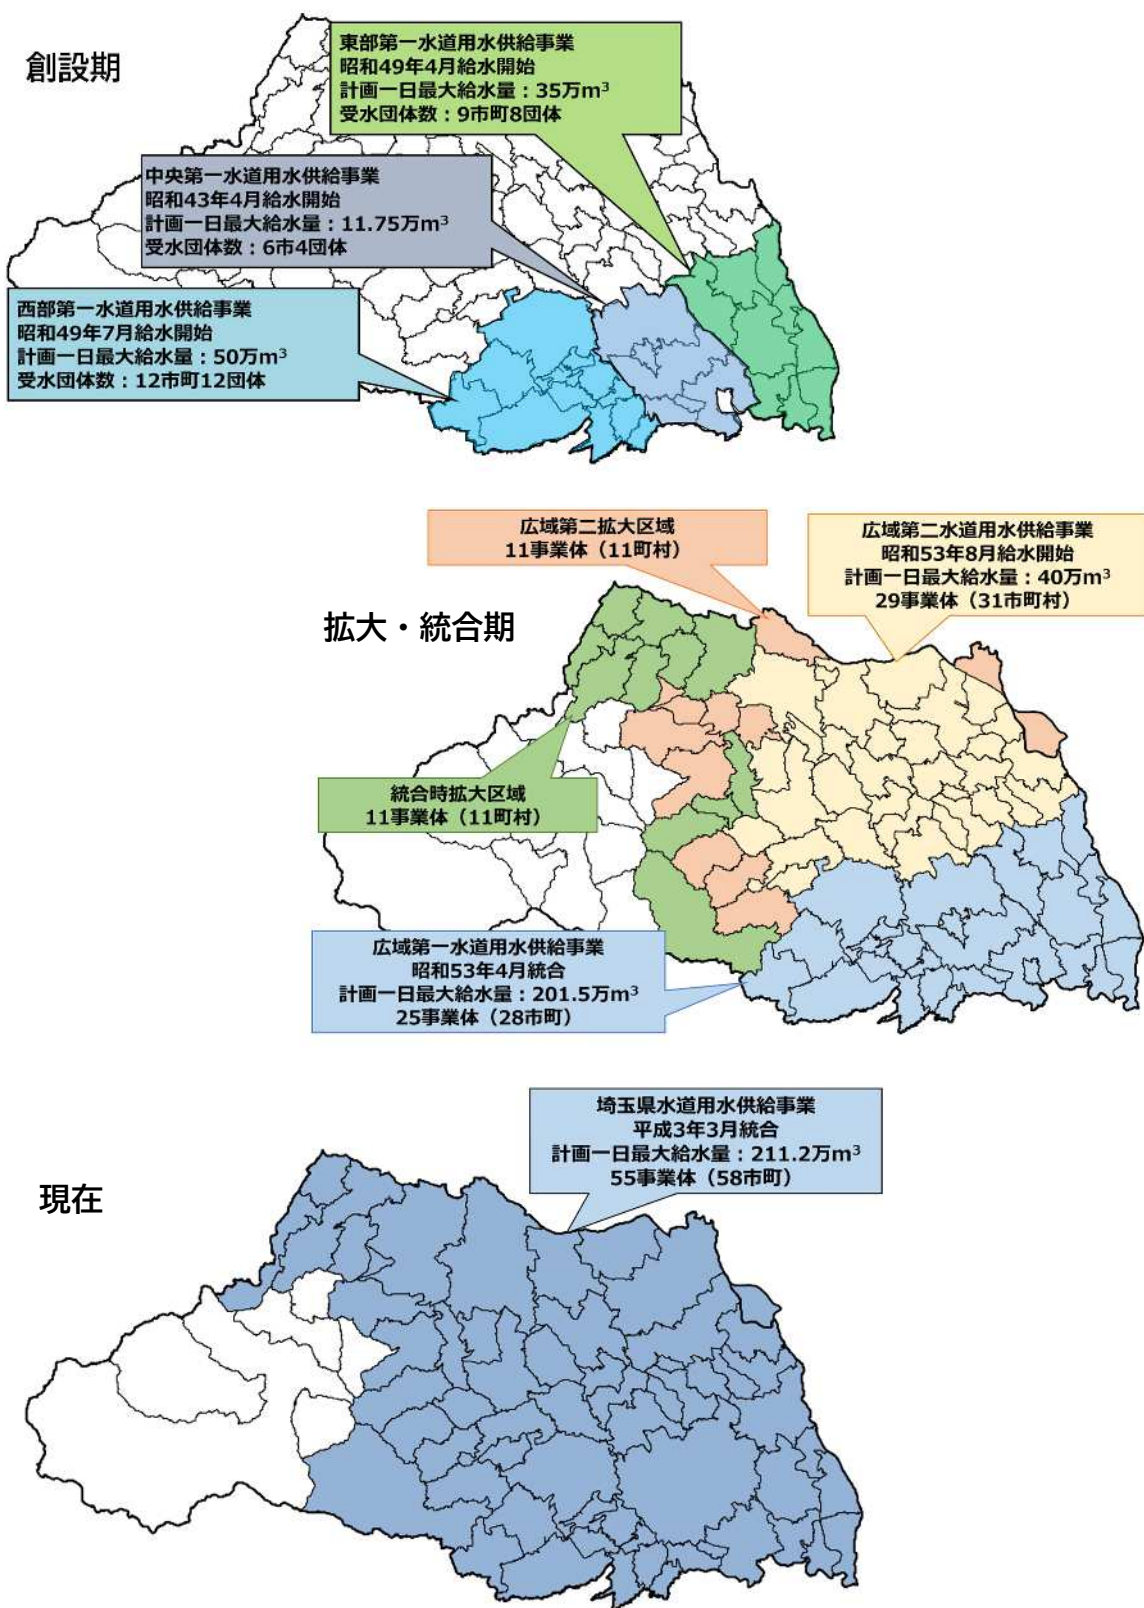 創設期
東部第一水道用水供給事業
昭和49年4月給水開始
計画一日最大給水量：35万m³
受水団体数：9市町8団体
中央第一水道用水供給事業
昭和43年4月給水開始
計画一日最大給水量：11.75万m³
受水団体数：6市4団体
西部第一水道用水供給事業
昭和49年7月給水開始
計画一日最大給水量：50万m³
受水団体数：12市町12団体
拡大・統合期
広域第二拡大区域
11事業体（11町村）
広域第二水道用水供給事業
昭和53年8月給水開始
計画一日最大給水量：40万m³
29事業体（31市町村）
統合時拡大区域
11事業体（11町村）
広域第一水道用水供給事業
昭和53年4月統合
計画一日最大給水量：201.5万m³
25事業体（28市町）
現在
埼玉県水道用水供給事業
平成3年3月統合
計画一日最大給水量：211.2万m³
55事業体（58市町）